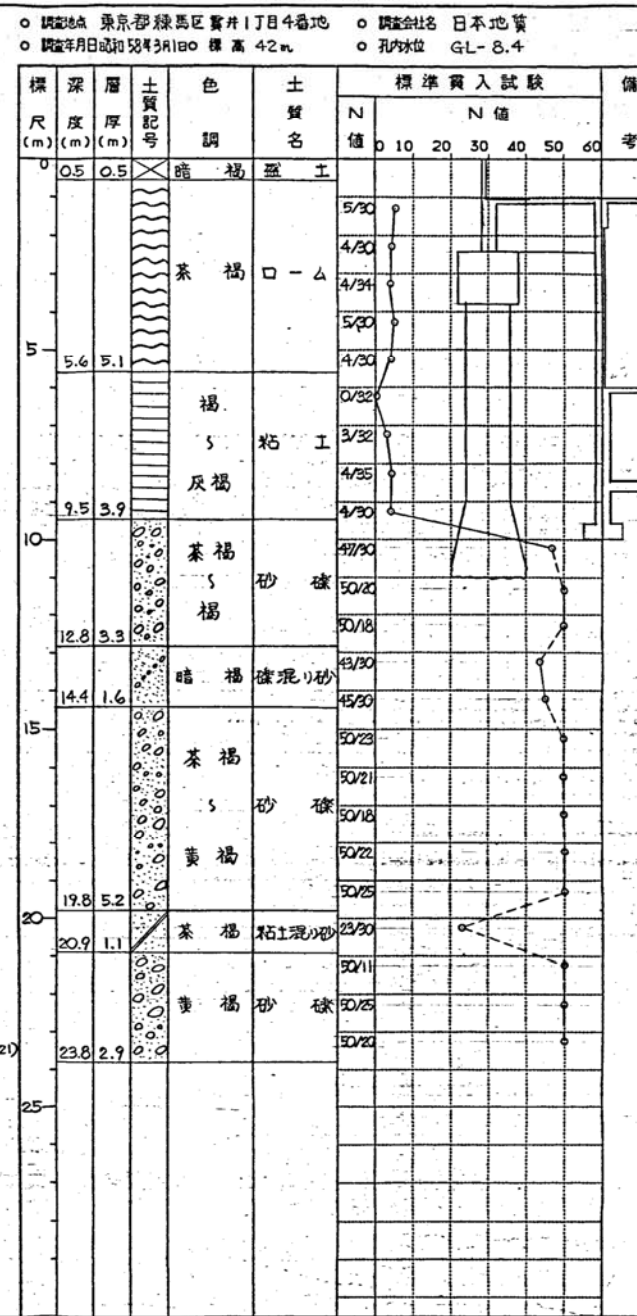 ○ 調査地点 東京都練馬区貫井1丁目4番地 ○ 調査会社名 日本地質
○ 調査年月日 昭和58年3月1日 ○ 標高 42m ○ 孔内水位 GL-8.4
標尺(m) 深度(m) 層厚(m) 土質記号 色調 土質名 標準貫入試験 備考
N値 N値
0 10 20 30 40 50 60
0
0.5 0.5 暗褐 盛土
5/30
4/30
茶褐 ローム
4/34
5/30
5
5.6 5.1 4/30
0/32
褐〜灰褐 粘土
3/32
4/35
9.5 3.9 4/30
10
47/30
茶褐〜褐 砂礫
50/20
12.8 3.3 50/18
43/30
14.4 1.6 暗褐 礫混り砂
45/30
15
50/23
50/21
茶褐〜黄褐 砂礫
50/18
50/22
19.8 5.2 50/25
20
20.9 1.1 茶褐 粘土混り砂 23/30
50/11
黄褐 砂礫 50/25
21)
23.8 2.9 50/20
25